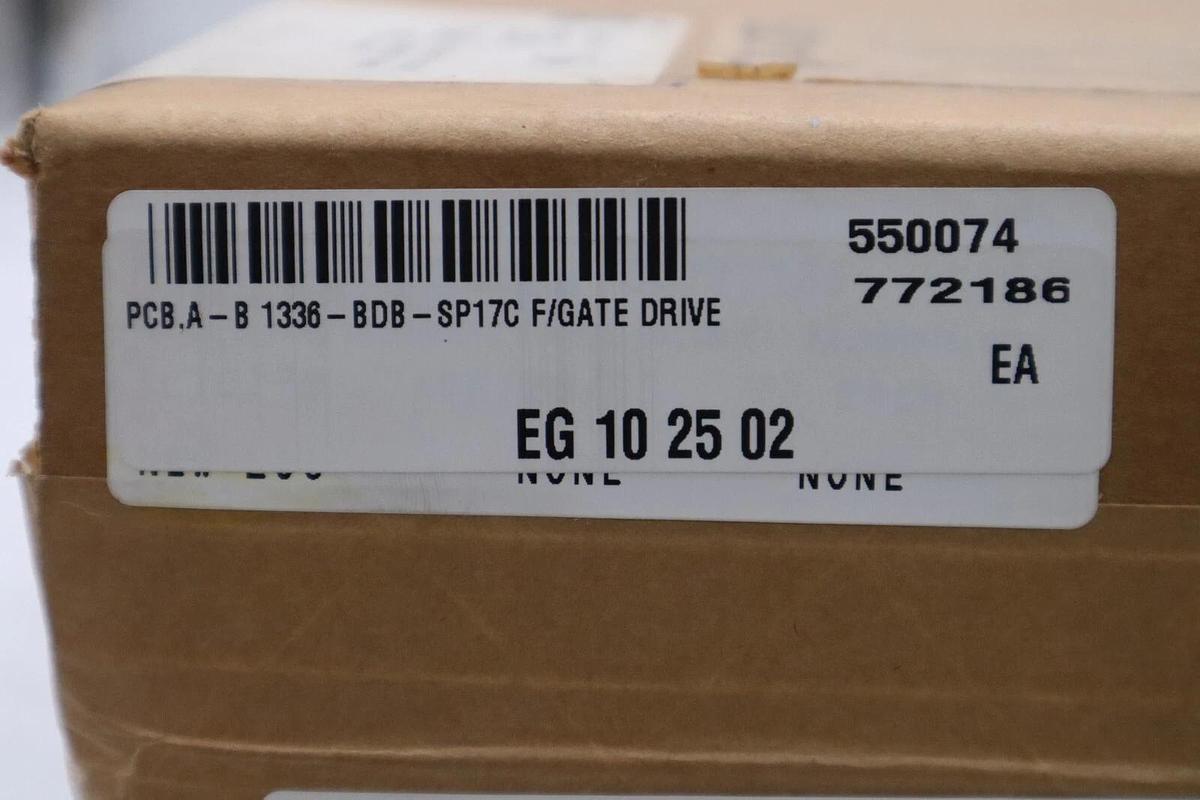 550074
PCB,A-B 1336-BDB-SP17C F/GATE DRIVE
772186
EA
EG 10 25 02
NONE NONE